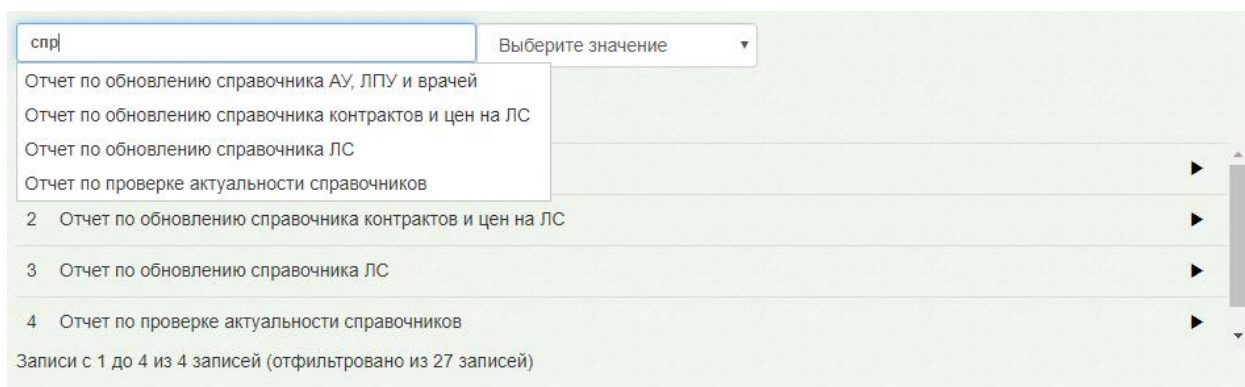 спр
Выберите значение
Отчет по обновлению справочника АУ, ЛПУ и врачей
Отчет по обновлению справочника контрактов и цен на ЛС
Отчет по обновлению справочника ЛС
Отчет по проверке актуальности справочников
2 Отчет по обновлению справочника контрактов и цен на ЛС
3 Отчет по обновлению справочника ЛС
4 Отчет по проверке актуальности справочников
Записи с 1 до 4 из 4 записей (отфильтровано из 27 записей)